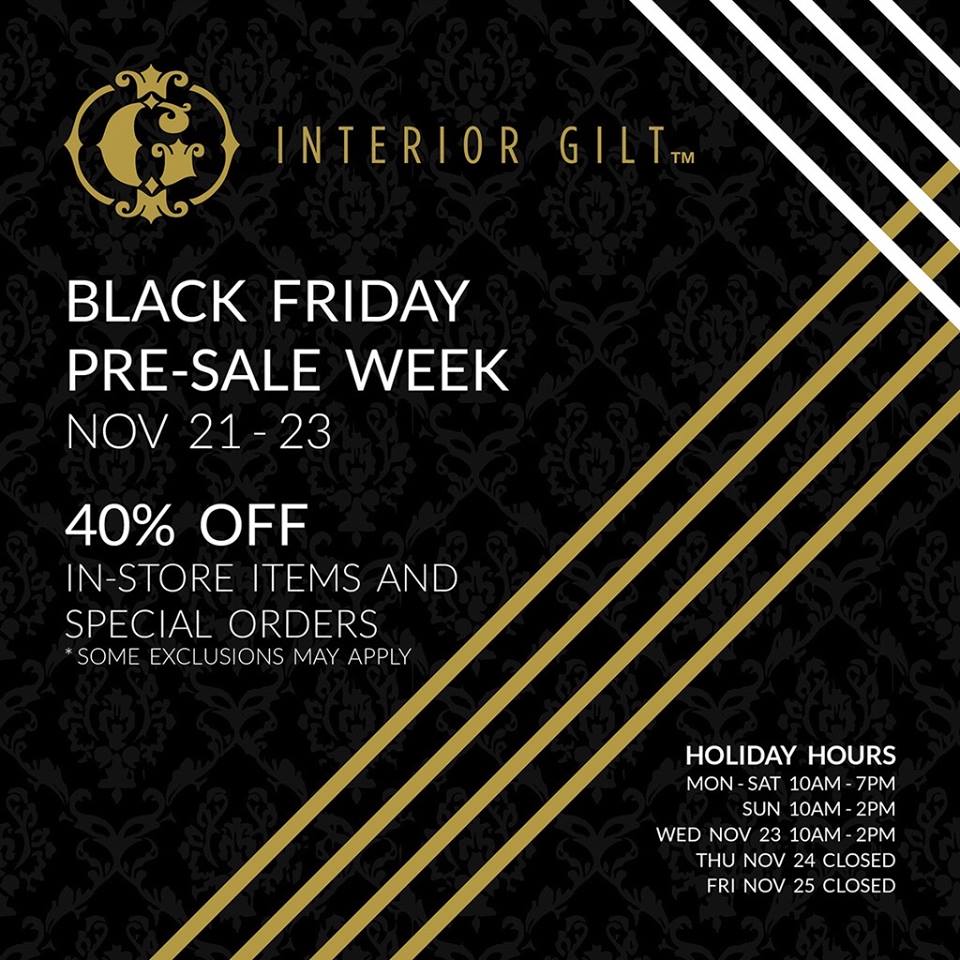 G
INTERIOR GILT™
BLACK FRIDAY
PRE-SALE WEEK
NOV 21 - 23
40% OFF
IN-STORE ITEMS AND
SPECIAL ORDERS
* SOME EXCLUSIONS MAY APPLY
HOLIDAY HOURS
MON - SAT 10AM - 7PM
SUN 10AM - 2PM
WED NOV 23 10AM - 2PM
THU NOV 24 CLOSED
FRI NOV 25 CLOSED